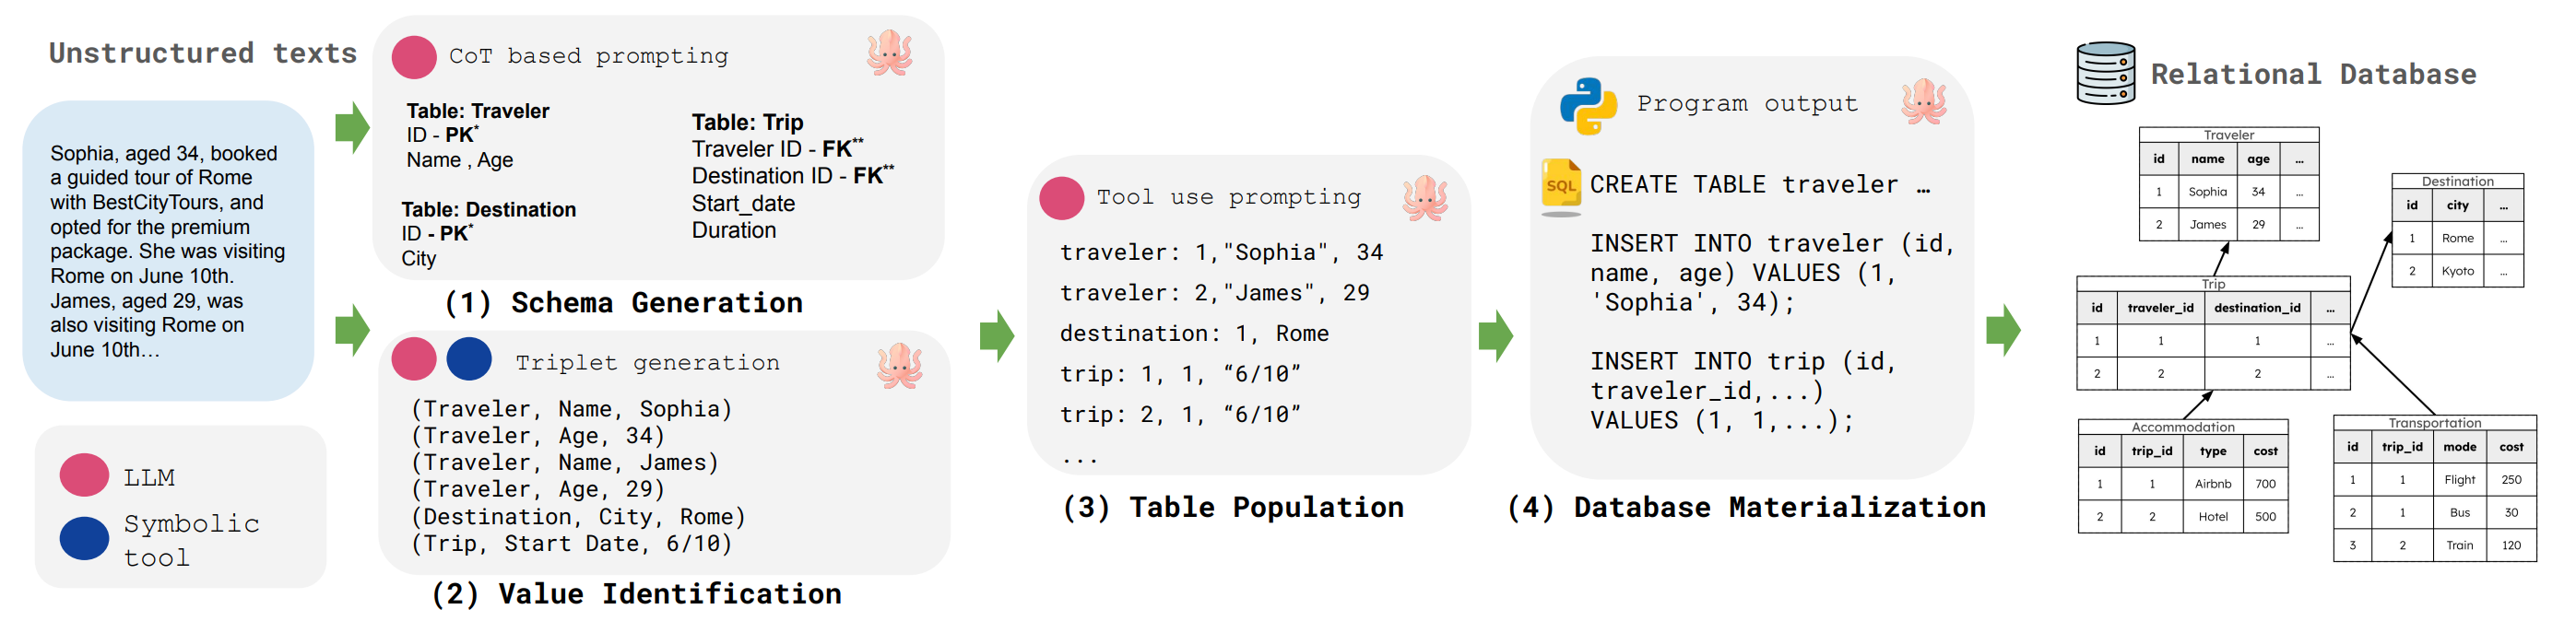 Unstructured texts
Sophia, aged 34, booked
a guided tour of Rome
with BestCityTours, and
opted for the premium
package. She was visiting
Rome on June 10th.
James, aged 29, was
also visiting Rome on
June 10th…
LLM
Symbolic
tool
CoT based prompting
Table: Traveler
ID - PK*
Name , Age
Table: Destination
ID - PK*
City
Table: Trip
Traveler ID - FK**
Destination ID - FK**
Start_date
Duration
(1) Schema Generation
Triplet generation
(Traveler, Name, Sophia)
(Traveler, Age, 34)
(Traveler, Name, James)
(Traveler, Age, 29)
(Destination, City, Rome)
(Trip, Start Date, 6/10)
(2) Value Identification
Tool use prompting
traveler: 1,"Sophia", 34
traveler: 2,"James", 29
destination: 1, Rome
trip: 1, 1, “6/10”
trip: 2, 1, “6/10”
...
(3) Table Population
Program output
SQL
CREATE TABLE traveler …
INSERT INTO traveler (id,
name, age) VALUES (1,
'Sophia', 34);
INSERT INTO trip (id,
traveler_id,...)
VALUES (1, 1,...);
(4) Database Materialization
Relational Database
Traveler
id name age ...
1 Sophia 34 ...
2 James 29 ...
Destination
id city ...
1 Rome ...
2 Kyoto ...
Trip
id traveler_id destination_id ...
1 1 1 ...
2 2 2 ...
Accommodation
id trip_id type cost
1 1 Airbnb 700
2 2 Hotel 500
Transportation
id trip_id mode cost
1 1 Flight 250
2 1 Bus 30
3 2 Train 120